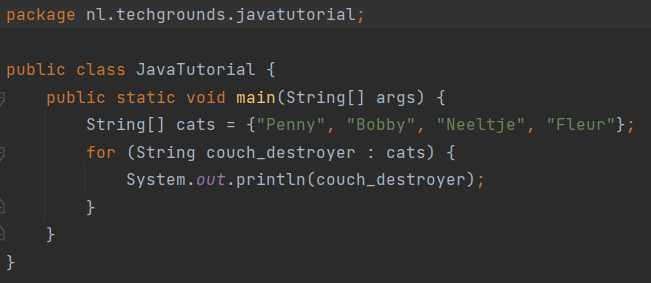 package nl.techgrounds.javatutorial;
public class JavaTutorial {
public static void main(String[] args) {
String[] cats = {"Penny", "Bobby", "Neeltje", "Fleur"};
for (String couch_destroyer : cats) {
System.out.println(couch_destroyer);
}
}
}